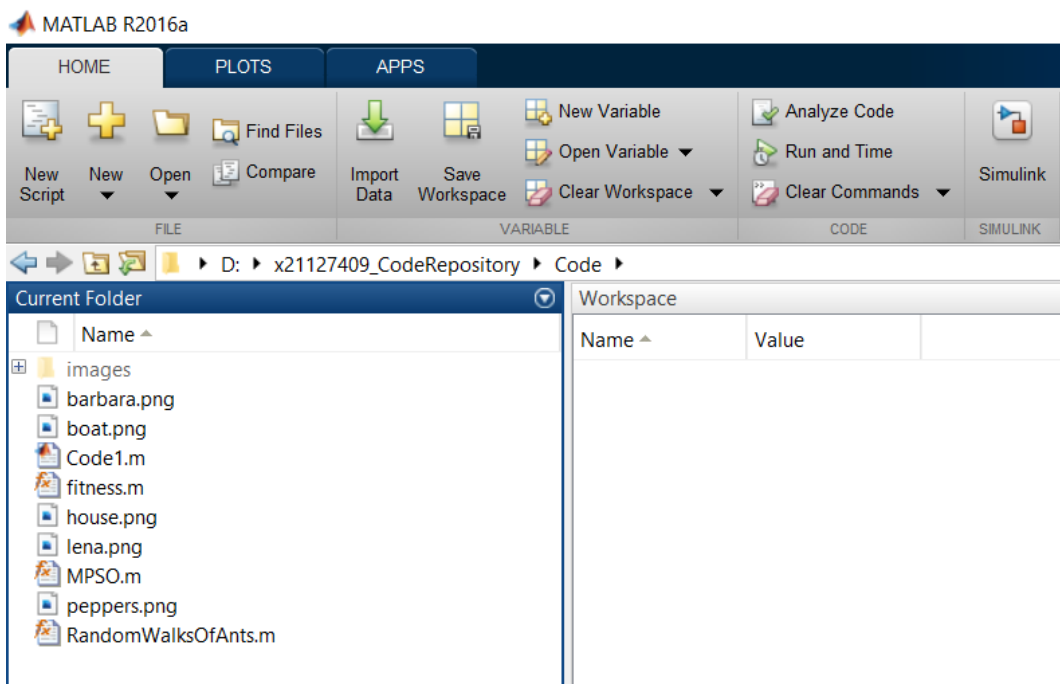 MATLAB R2016a
HOME PLOTS APPS
New Script
New
Open
Find Files
Compare
FILE
Import Data
Save Workspace
New Variable
Open Variable
Clear Workspace
VARIABLE
Analyze Code
Run and Time
Clear Commands
CODE
Simulink
SIMULINK
D: x21127409_CodeRepository Code
Current Folder
Name
images
barbara.png
boat.png
Code1.m
fitness.m
house.png
lena.png
MPSO.m
peppers.png
RandomWalksOfAnts.m
Workspace
Name Value